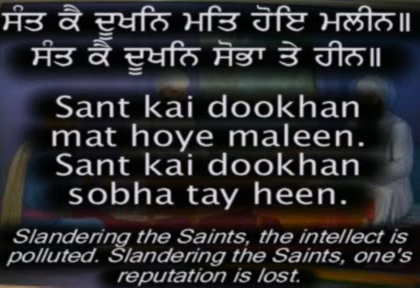 ਸੰਤ ਕੈ ਦੂਖਨਿ ਮਤਿ ਹੋਇ ਮਲੀਨ॥
ਸੰਤ ਕੈ ਦੂਖਨਿ ਸੋਭਾ ਤੇ ਹੀਨ॥
Sant kai dookhan
mat hoye maleen.
Sant kai dookhan
sobha tay heen.
Slandering the Saints, the intellect is
polluted. Slandering the Saints, one's
reputation is lost.